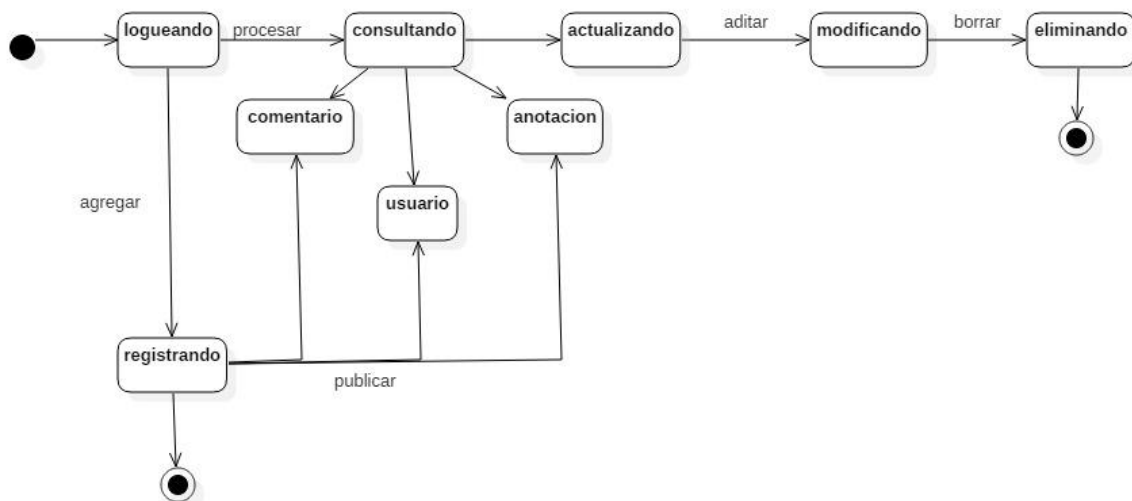 logueando
procesar
consultando
actualizando
aditar
modificando
borrar
eliminando
comentario
anotacion
usuario
agregar
registrando
publicar